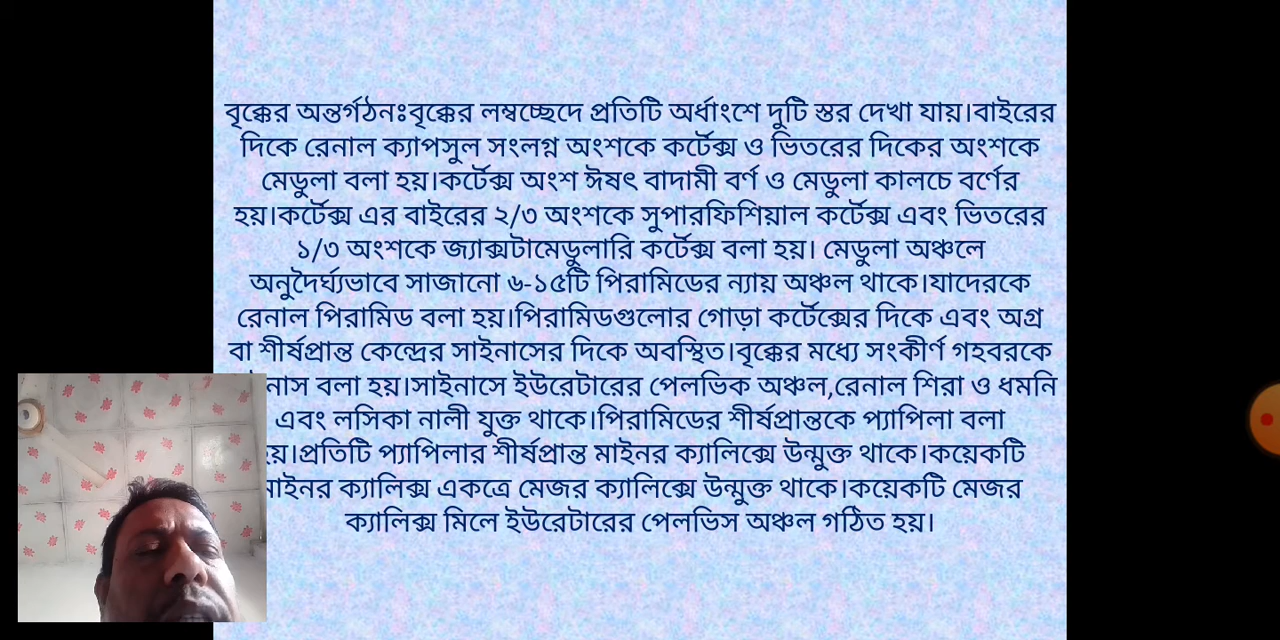 বৃক্কের অন্তর্গঠনঃবৃক্কের লম্বচ্ছেদে প্রতিটি অর্ধাংশে দুটি স্তর দেখা যায়।বাইরের
দিকে রেনাল ক্যাপসুল সংলগ্ন অংশকে কর্টেক্স ও ভিতরের দিকের অংশকে
মেডুলা বলা হয়।কর্টেক্স অংশ ঈষৎ বাদামী বর্ণ ও মেডুলা কালচে বর্ণের
হয়।কর্টেক্স এর বাইরের ২/৩ অংশকে সুপারফিশিয়াল কর্টেক্স এবং ভিতরের
১/৩ অংশকে জ্যাক্সটামেডুলারি কর্টেক্স বলা হয়। মেডুলা অঞ্চলে
অনুদৈর্ঘ্যভাবে সাজানো ৬-১৫টি পিরামিডের ন্যায় অঞ্চল থাকে।যাদেরকে
রেনাল পিরামিড বলা হয়।পিরামিডগুলোর গোড়া কর্টেক্সের দিকে এবং অগ্র
বা শীর্ষপ্রান্ত কেন্দ্রের সাইনাসের দিকে অবস্থিত।বৃক্কের মধ্যে সংকীর্ণ গহবরকে
বলা হয়।সাইনাসে ইউরেটারের পেলভিক অঞ্চল,রেনাল শিরা ও ধমনি
এবং লসিকা নালী যুক্ত থাকে।পিরামিডের শীর্ষপ্রান্তকে প্যাপিলা বলা
হয়।প্রতিটি প্যাপিলার শীর্ষপ্রান্ত মাইনর ক্যালিক্সে উন্মুক্ত থাকে।কয়েকটি
মাইনর ক্যালিক্স একত্রে মেজর ক্যালিক্সে উন্মুক্ত থাকে।কয়েকটি মেজর
ক্যালিক্স মিলে ইউরেটারের পেলভিস অঞ্চল গঠিত হয়।